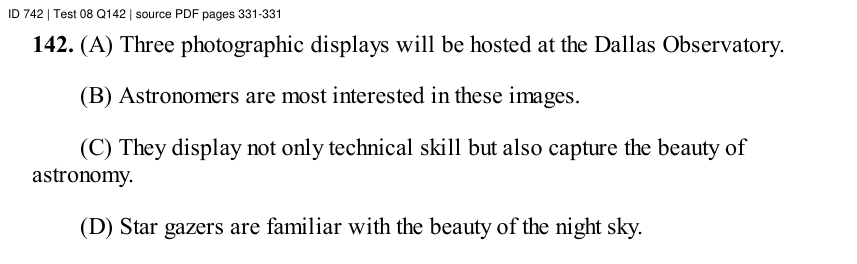 ID 742 | Test 08 Q142 | source PDF pages 331-331
142. (A) Three photographic displays will be hosted at the Dallas Observatory.
(B) Astronomers are most interested in these images.
(C) They display not only technical skill but also capture the beauty of
astronomy.
(D) Star gazers are familiar with the beauty of the night sky.